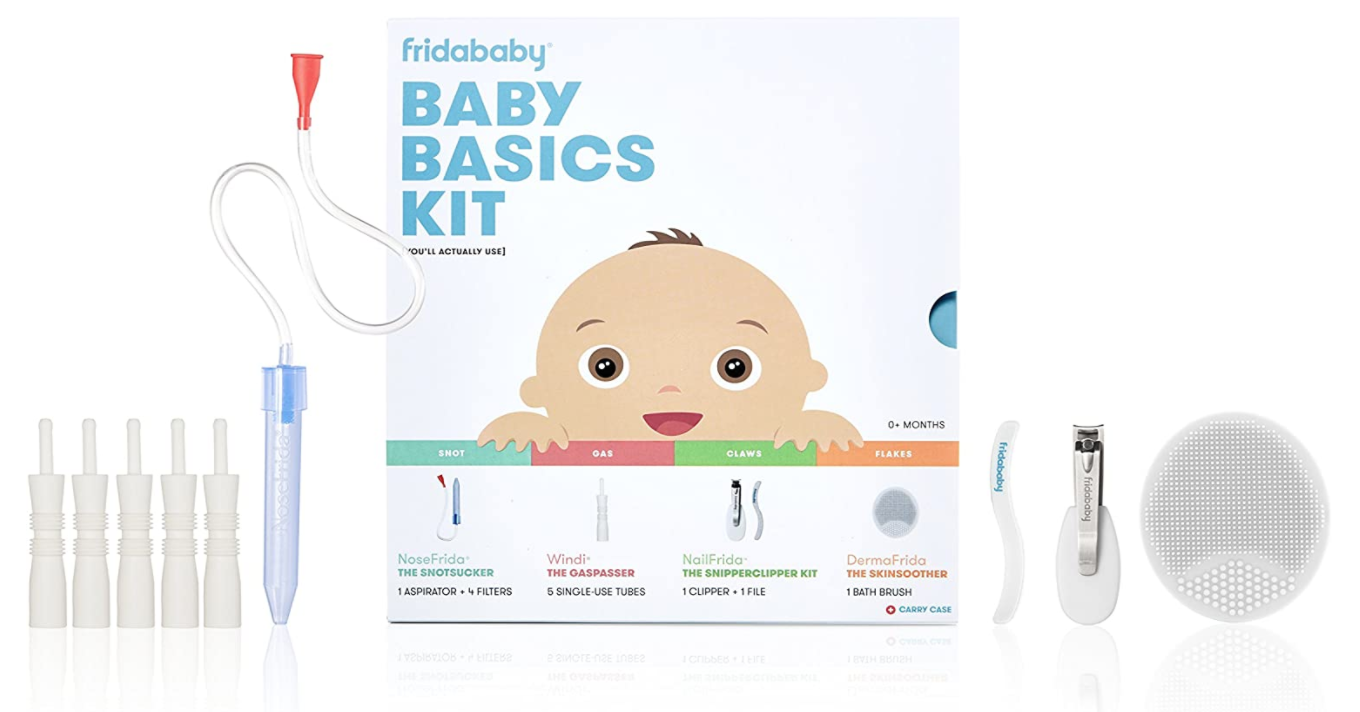 fridababy®
BABY
BASICS
KIT
YOU'LL ACTUALLY USE]
0+ MONTHS
SNOT
GAS
CLAWS
FLAKES
NoseFrida®
THE SNOTSUCKER
1 ASPIRATOR + 4 FILTERS
Windi®
THE GASPASSER
5 SINGLE-USE TUBES
NailFrida®
THE SNIPPERCLIPPER KIT
1 CLIPPER + 1 FILE
DermaFrida
THE SKINSOOTHER
1 BATH BRUSH
CARRY CASE
NoseFrida
fridababy
fridababy